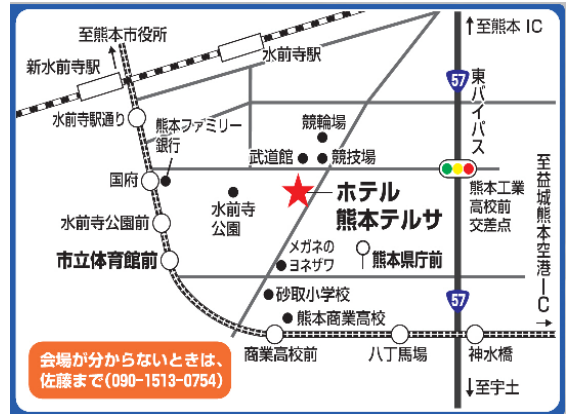 至熊本市役所
新水前寺駅
水前寺駅
↑至熊本IC
57
東バイパス
水前寺駅通り
熊本ファミリー
銀行
競輪場
武道館
競技場
国府
水前寺
公園
ホテル
熊本テルサ
熊本工業
高校前
交差点
至益城熊本空港IC→
水前寺公園前
市立体育館前
メガネの
ヨネザワ
熊本県庁前
砂取小学校
熊本商業高校
57
商業高校前
八丁馬場
神水橋
会場が分からないときは、
佐藤まで(090-1513-0754)
↓至宇土